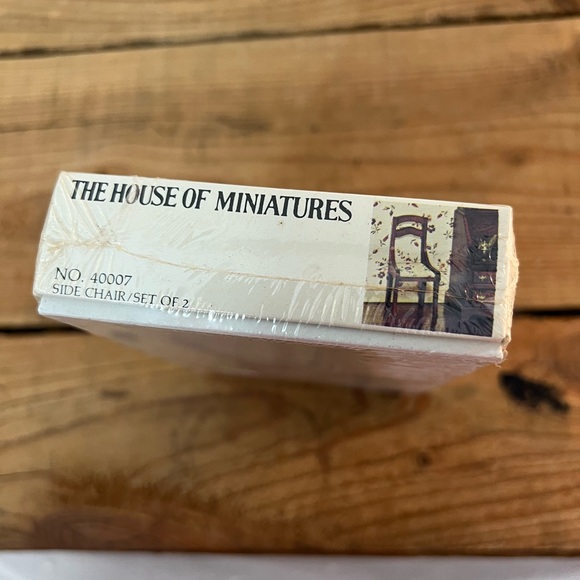 THE HOUSE OF MINIATURES
NO. 40007
SIDE CHAIR/SET OF 2